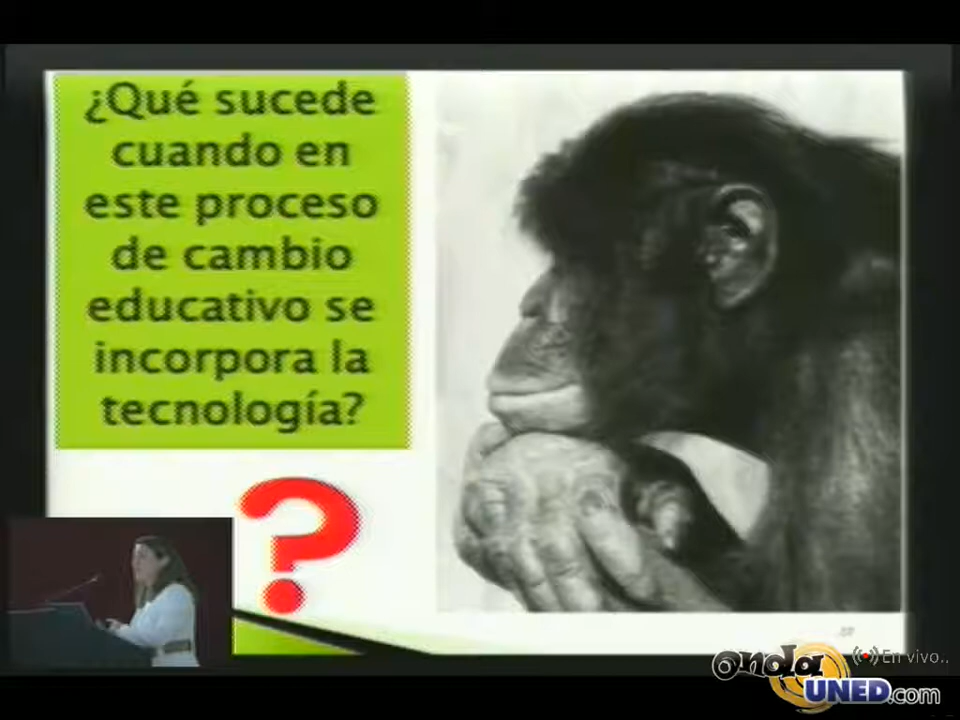 ¿Qué sucede
cuando en
este proceso
de cambio
educativo se
incorpora la
tecnología?
?
onda
UNED.com
En vivo..